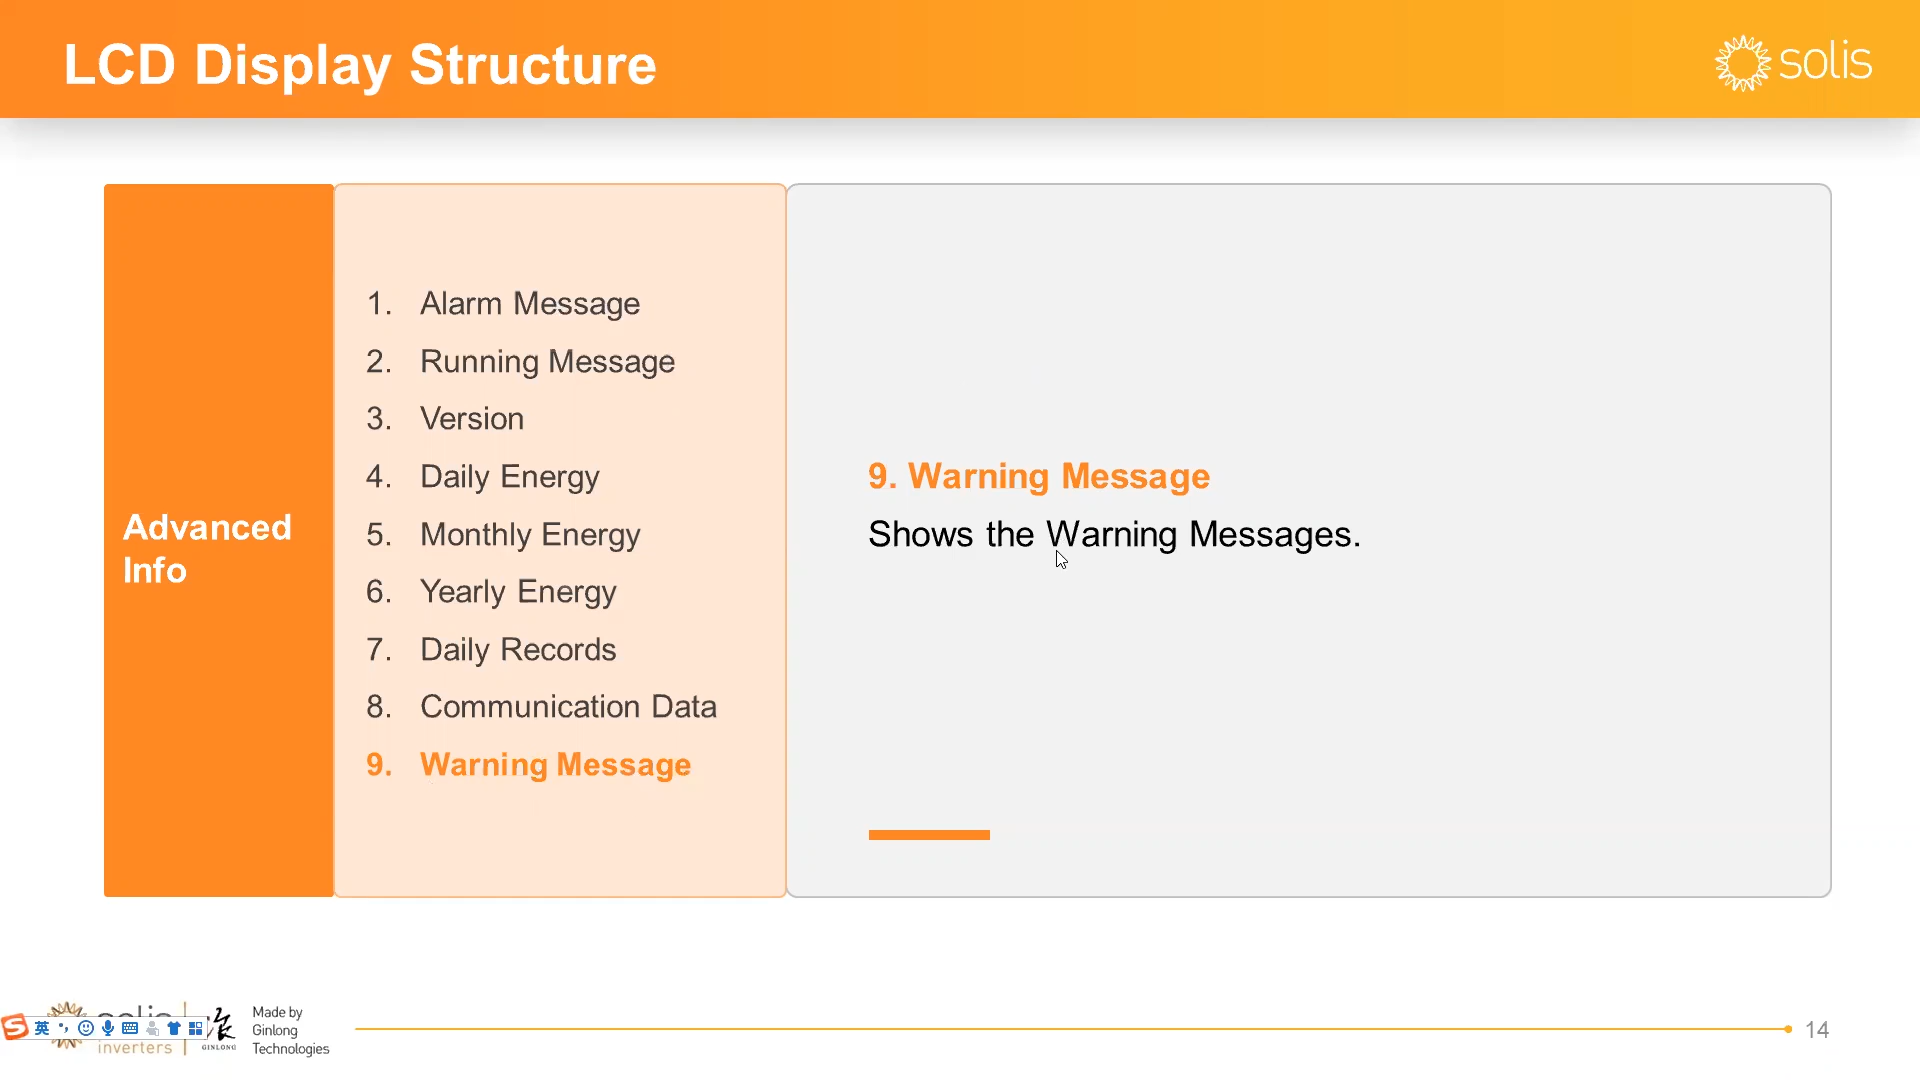 LCD Display Structure
solis
Advanced
Info
1. Alarm Message
2. Running Message
3. Version
4. Daily Energy
5. Monthly Energy
6. Yearly Energy
7. Daily Records
8. Communication Data
9. Warning Message
9. Warning Message
Shows the Warning Messages.
英
inverters
GINLONG
Made by
Ginlong
Technologies
14